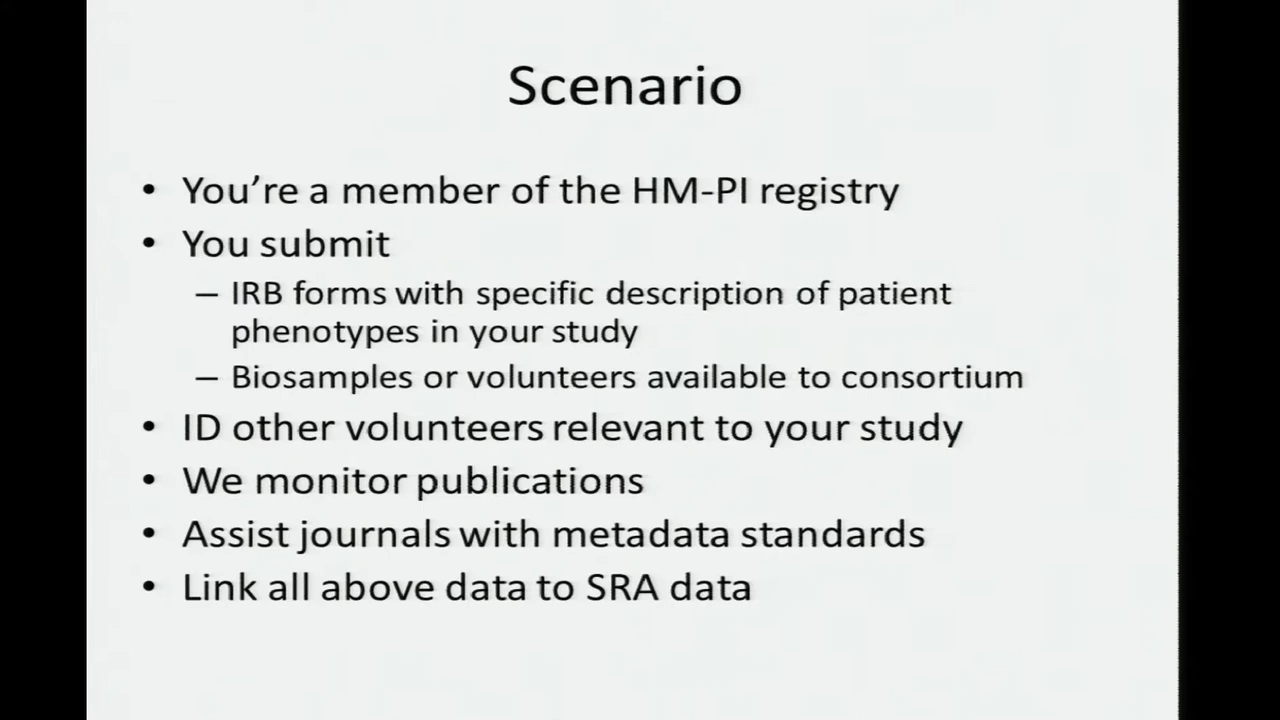 Scenario
• You're a member of the HM-PI registry
• You submit
– IRB forms with specific description of patient
phenotypes in your study
– Biosamples or volunteers available to consortium
• ID other volunteers relevant to your study
• We monitor publications
• Assist journals with metadata standards
• Link all above data to SRA data